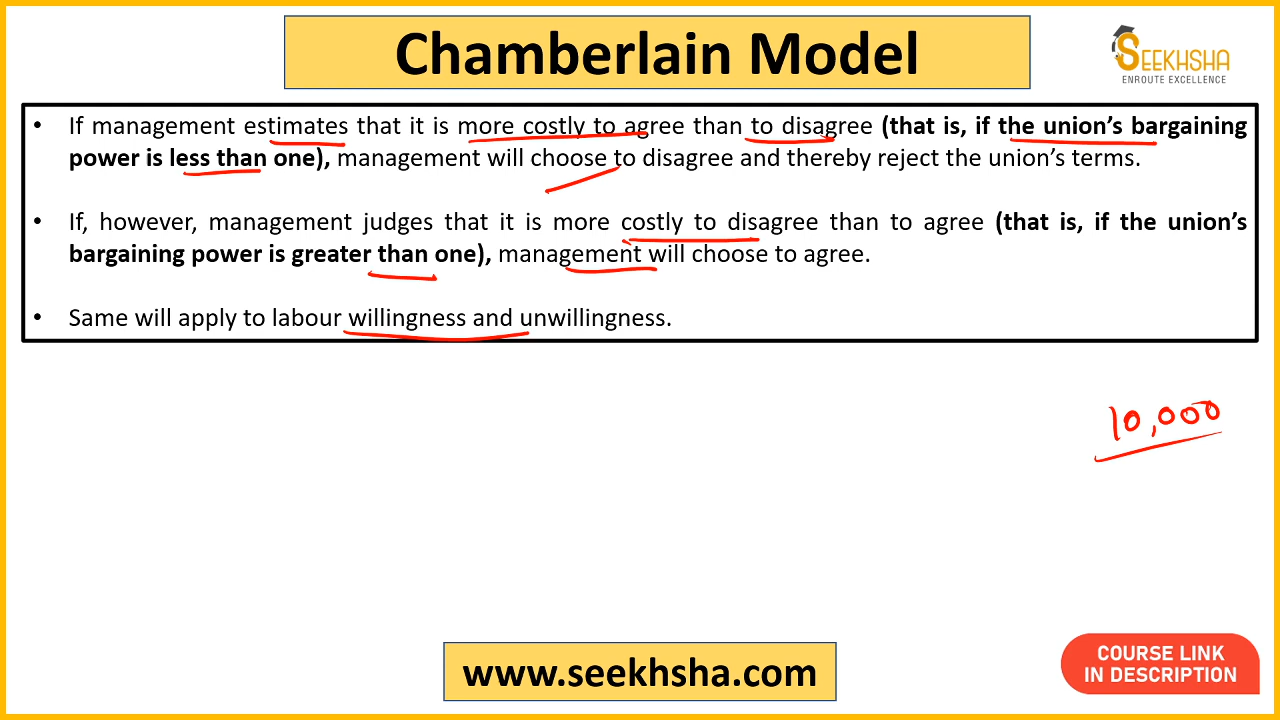 Chamberlain Model
SEEKHSHA
ENROUTE EXCELLENCE
• If management estimates that it is more costly to agree than to disagree (that is, if the union's bargaining
power is less than one), management will choose to disagree and thereby reject the union's terms.
• If, however, management judges that it is more costly to disagree than to agree (that is, if the union's
bargaining power is greater than one), management will choose to agree.
• Same will apply to labour willingness and unwillingness.
10,000
www.seekhsha.com
COURSE LINK
IN DESCRIPTION